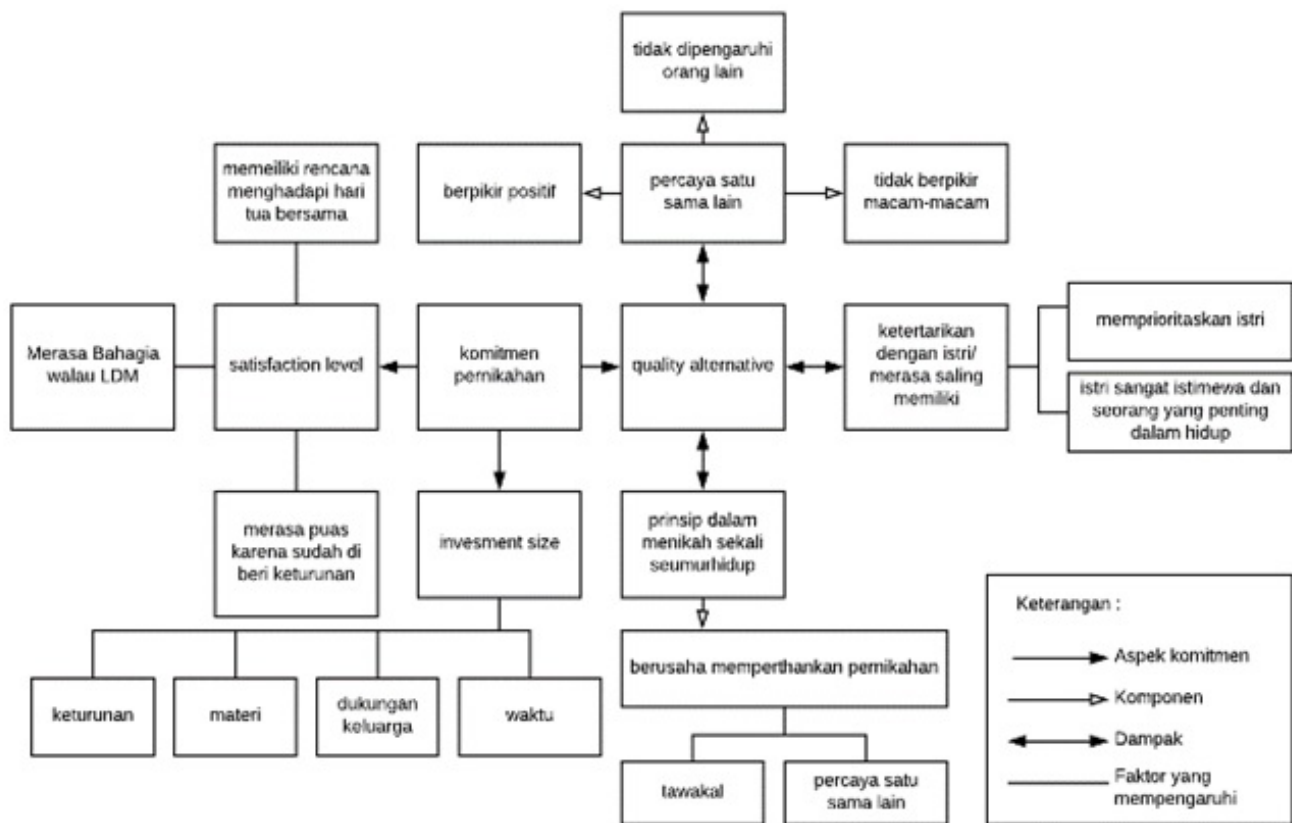 tidak dipengaruhi
orang lain
memeiliki rencana
menghadapi hari
tua bersama
berpikir positif
percaya satu
sama lain
tidak berpikir
macam-macam
Merasa Bahagia
walau LDM
satisfaction level
komitmen
pernikahan
quality alternative
ketertarikan
dengan istri/
merasa saling
memiliki
memprioritaskan istri
istri sangat istimewa dan
seorang yang penting
dalam hidup
merasa puas
karena sudah di
beri keturunan
invesment size
prinsip dalam
menikah sekali
seumurhidup
keturunan
materi
dukungan
keluarga
waktu
berusaha memperthankan pernikahan
tawakal
percaya satu
sama lain
Keterangan :
Aspek komitmen
Komponen
Dampak
Faktor yang
mempengaruhi